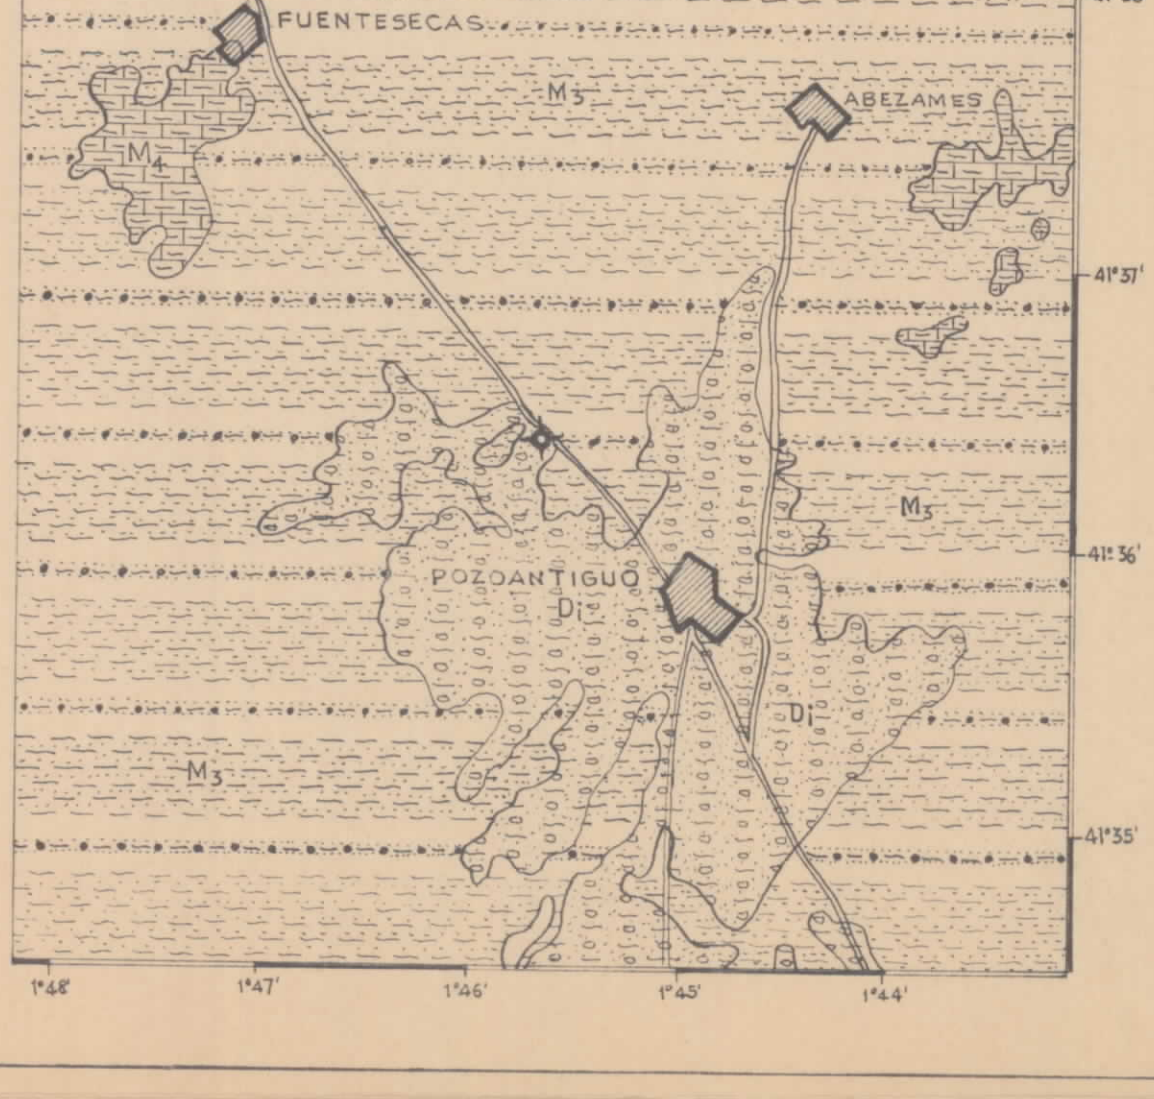 FUENTESECAS
M3
ABEZAMES
M4
41°37'
M3
41°36'
POZOANTIGUO
Di
Di
M3
41°35'
1°48'
1°47'
1°46'
1°45'
1°44'